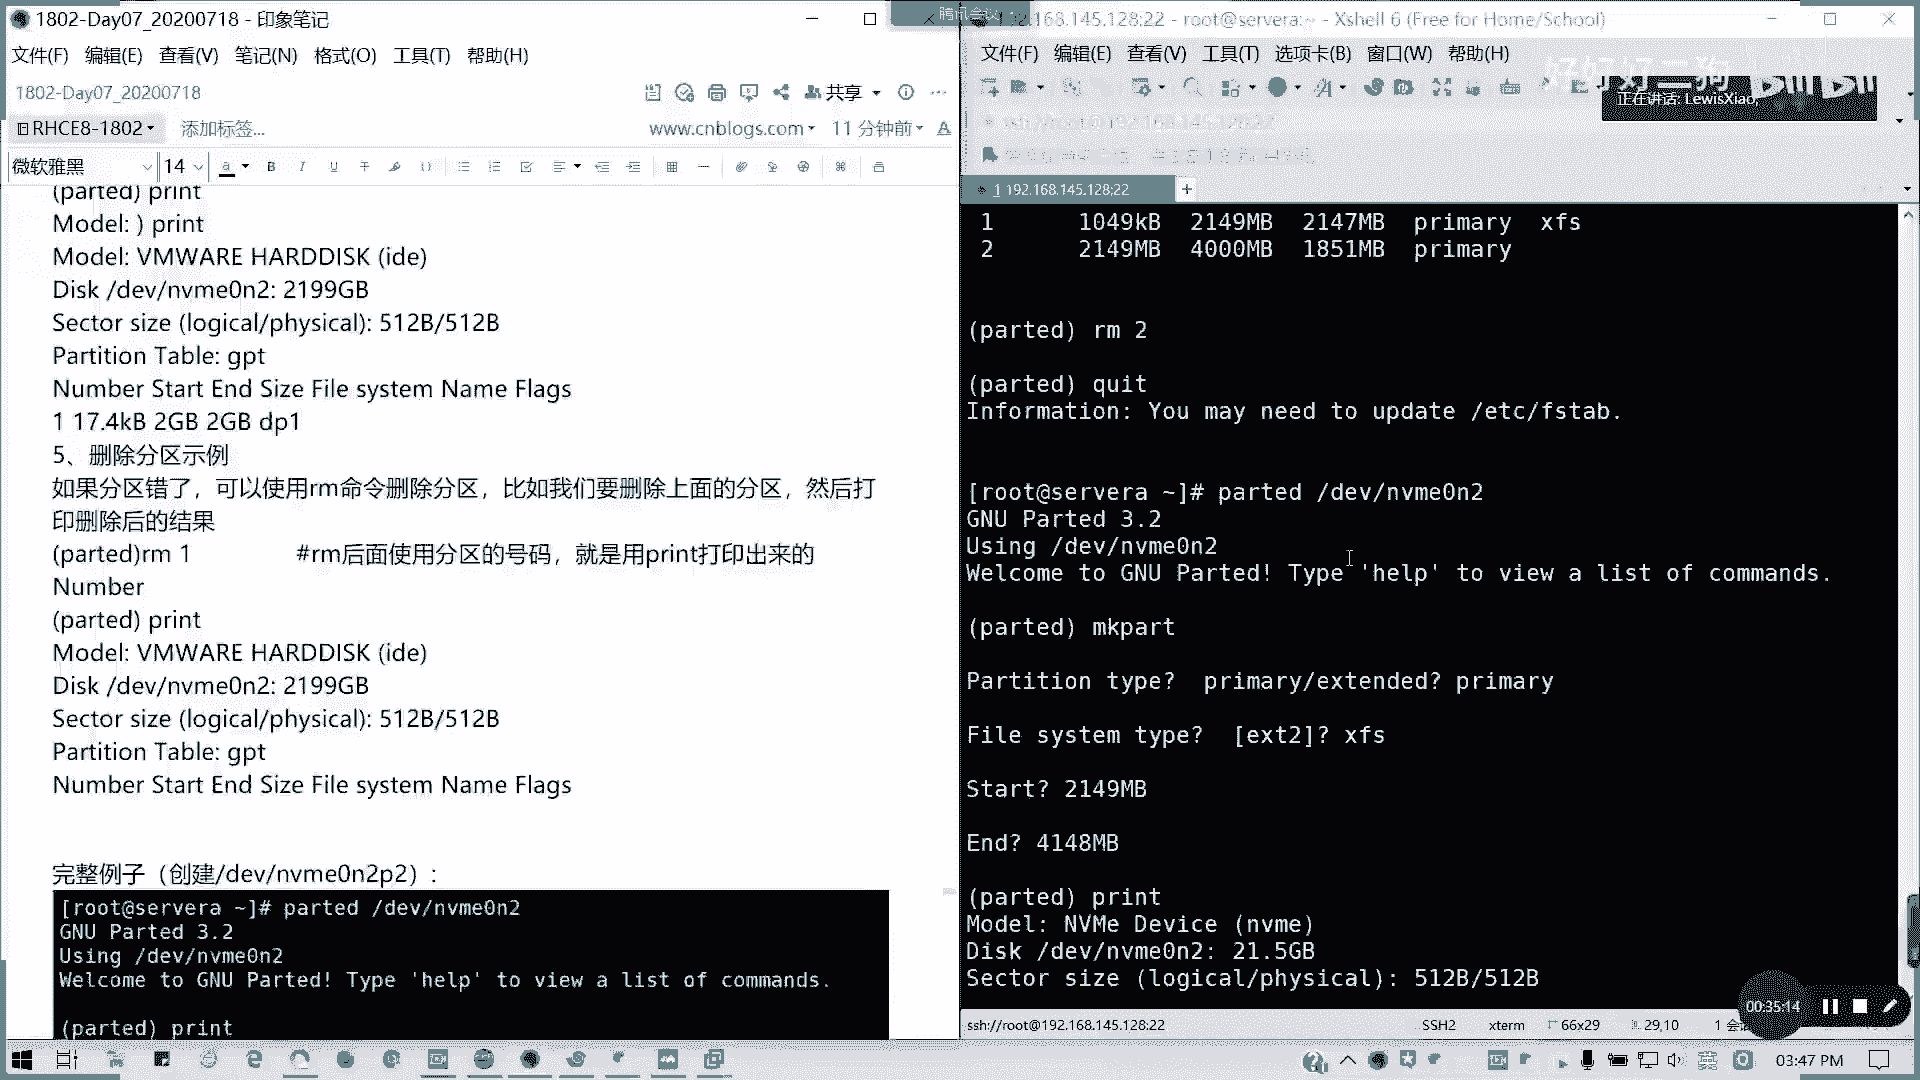 1802-Day07_20200718 - 印象笔记
文件(F) 编辑(E) 查看(V) 笔记(N) 格式(O) 工具(T) 帮助(H)
1802-Day07_20200718
共享
RHCE8-1802
添加标签...
www.cnblogs.com
11 分钟前
微软雅黑 14
(parted) print
Model: ) print
Model: VMWARE HARDDISK (ide)
Disk /dev/nvme0n2: 2199GB
Sector size (logical/physical): 512B/512B
Partition Table: gpt
Number Start End Size File system Name Flags
1 17.4kB 2GB 2GB dp1
5、删除分区示例
如果分区错了，可以使用rm命令删除分区，比如我们要删除上面的分区，然后打
印删除后的结果
(parted)rm 1 #rm后面使用分区的号码，就是用print打印出来的
Number
(parted) print
Model: VMWARE HARDDISK (ide)
Disk /dev/nvme0n2: 2199GB
Sector size (logical/physical): 512B/512B
Partition Table: gpt
Number Start End Size File system Name Flags
完整例子（创建/dev/nvme0n2p2）:
[root@servera ~]# parted /dev/nvme0n2
GNU Parted 3.2
Using /dev/nvme0n2
Welcome to GNU Parted! Type 'help' to view a list of commands.
(parted) print
腾讯会议
192.168.145.128:22 - root@servera:~ - Xshell 6 (Free for Home/School)
文件(F) 编辑(E) 查看(V) 工具(T) 选项卡(B) 窗口(W) 帮助(H)
好好好二狗
正在讲话: LewisXiao;
ssh://root@192.168.145.128:22
1 192.168.145.128:22
1 1049kB 2149MB 2147MB primary xfs
2 2149MB 4000MB 1851MB primary
(parted) rm 2
(parted) quit
Information: You may need to update /etc/fstab.
[root@servera ~]# parted /dev/nvme0n2
GNU Parted 3.2
Using /dev/nvme0n2
Welcome to GNU Parted! Type 'help' to view a list of commands.
(parted) mkpart
Partition type? primary/extended? primary
File system type? [ext2]? xfs
Start? 2149MB
End? 4148MB
(parted) print
Model: NVMe Device (nvme)
Disk /dev/nvme0n2: 21.5GB
Sector size (logical/physical): 512B/512B
00:35:14
ssh://root@192.168.145.128:22
SSH2
xterm
66x29
29,10
03:47 PM